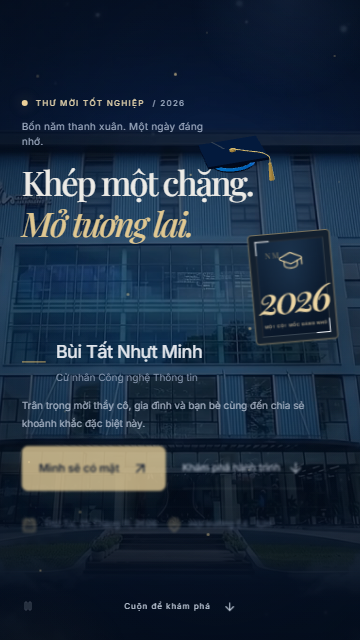 THƯ MỜI TỐT NGHIỆP / 2026
Bốn năm thanh xuân. Một ngày đáng
nhớ.
Khép một chặng.
Mở tương lai.
NM
2026
Bùi Tất Nhựt Minh
Cử nhân Công nghệ Thông tin
Trân trọng mời thầy cô, gia đình và bạn bè cùng đến chia sẻ
khoảnh khắc đặc biệt này.
Mình sẽ có mặt
Khám phá hành trình
Cuộn để khám phá